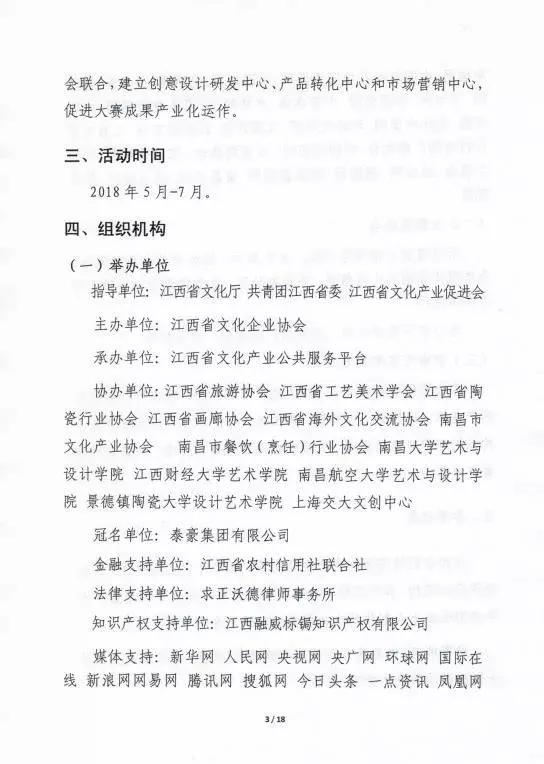 会联合，建立创意设计研发中心、产品转化中心和市场营销中心，
促进大赛成果产业化运作。
三、活动时间
2018 年 5 月-7 月。
四、组织机构
（一）举办单位
指导单位：江西省文化厅 共青团江西省委 江西省文化产业促进会
主办单位：江西省文化企业协会
承办单位：江西省文化产业公共服务平台
协办单位：江西省旅游协会 江西省工艺美术学会 江西省陶
瓷行业协会 江西省画廊协会 江西省海外文化交流协会 南昌市
文化产业协会 南昌市餐饮（烹饪）行业协会 南昌大学艺术与
设计学院 江西财经大学艺术学院 南昌航空大学艺术与设计学
院 景德镇陶瓷大学设计艺术学院 上海交大文创中心
冠名单位：泰豪集团有限公司
金融支持单位：江西省农村信用社联合社
法律支持单位：求正沃德律师事务所
知识产权支持单位：江西融威标锡知识产权有限公司
媒体支持：新华网 人民网 央视网 央广网 环球网 国际在
线 新浪网网易网 腾讯网 搜狐网 今日头条 一点资讯 凤凰网
3 / 18